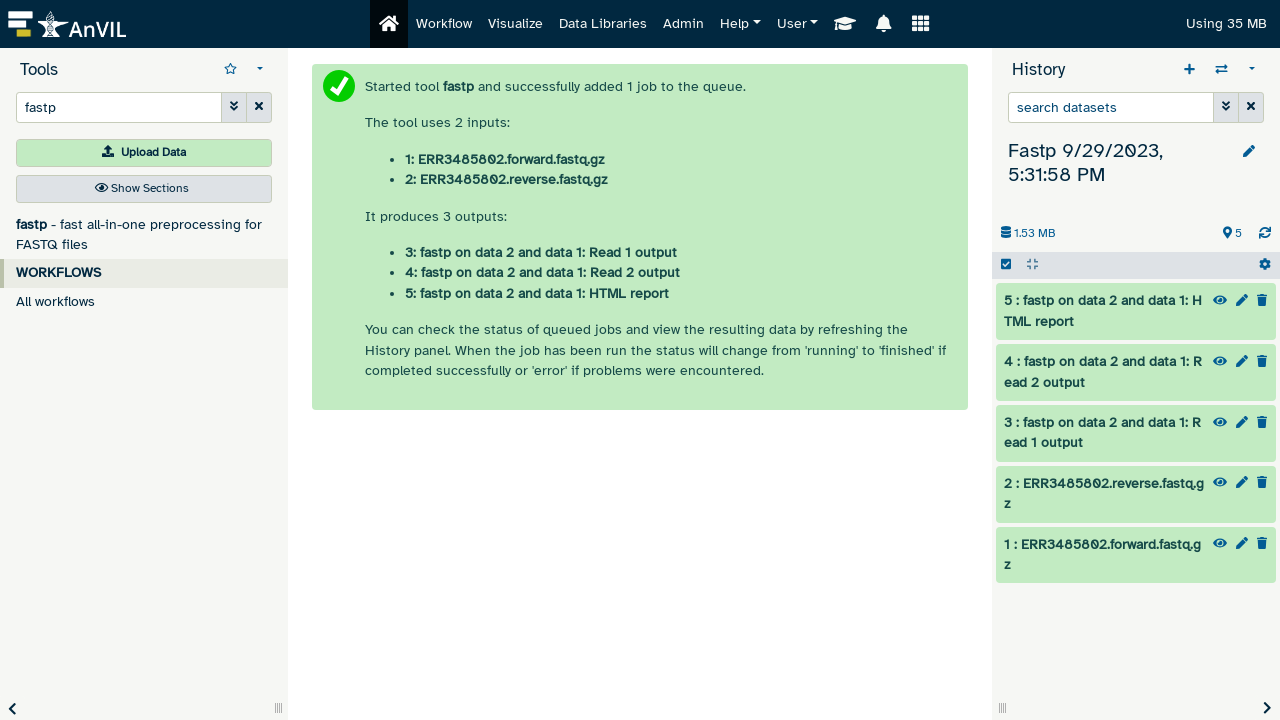 AnVIL
Workflow
Visualize
Data Libraries
Admin
Help
User
Using 35 MB
Tools
fastp
Upload Data
Show Sections
fastp - fast all-in-one preprocessing for
FASTQ files
WORKFLOWS
All workflows
Started tool fastp and successfully added 1 job to the queue.
The tool uses 2 inputs:
1: ERR3485802.forward.fastq.gz
2: ERR3485802.reverse.fastq.gz
It produces 3 outputs:
3: fastp on data 2 and data 1: Read 1 output
4: fastp on data 2 and data 1: Read 2 output
5: fastp on data 2 and data 1: HTML report
You can check the status of queued jobs and view the resulting data by refreshing the
History panel. When the job has been run the status will change from 'running' to 'finished' if
completed successfully or 'error' if problems were encountered.
History
search datasets
Fastp 9/29/2023,
5:31:58 PM
1.53 MB
5
5 : fastp on data 2 and data 1: H
TML report
4 : fastp on data 2 and data 1: R
ead 2 output
3 : fastp on data 2 and data 1: R
ead 1 output
2 : ERR3485802.reverse.fastq.g
z
1 : ERR3485802.forward.fastq.g
z